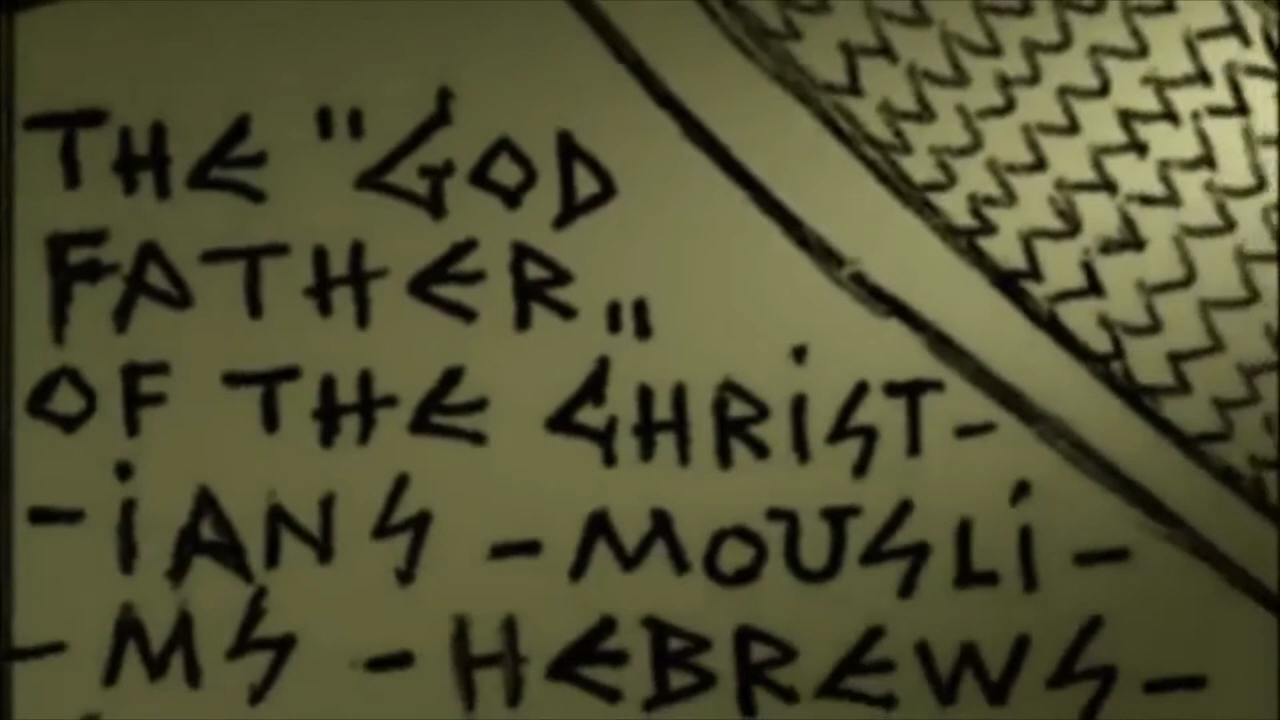 THE "GOD
FATHER„
OF THE CHRiST-
-iANS -MOUSLi-
-MS -HEBREWS-